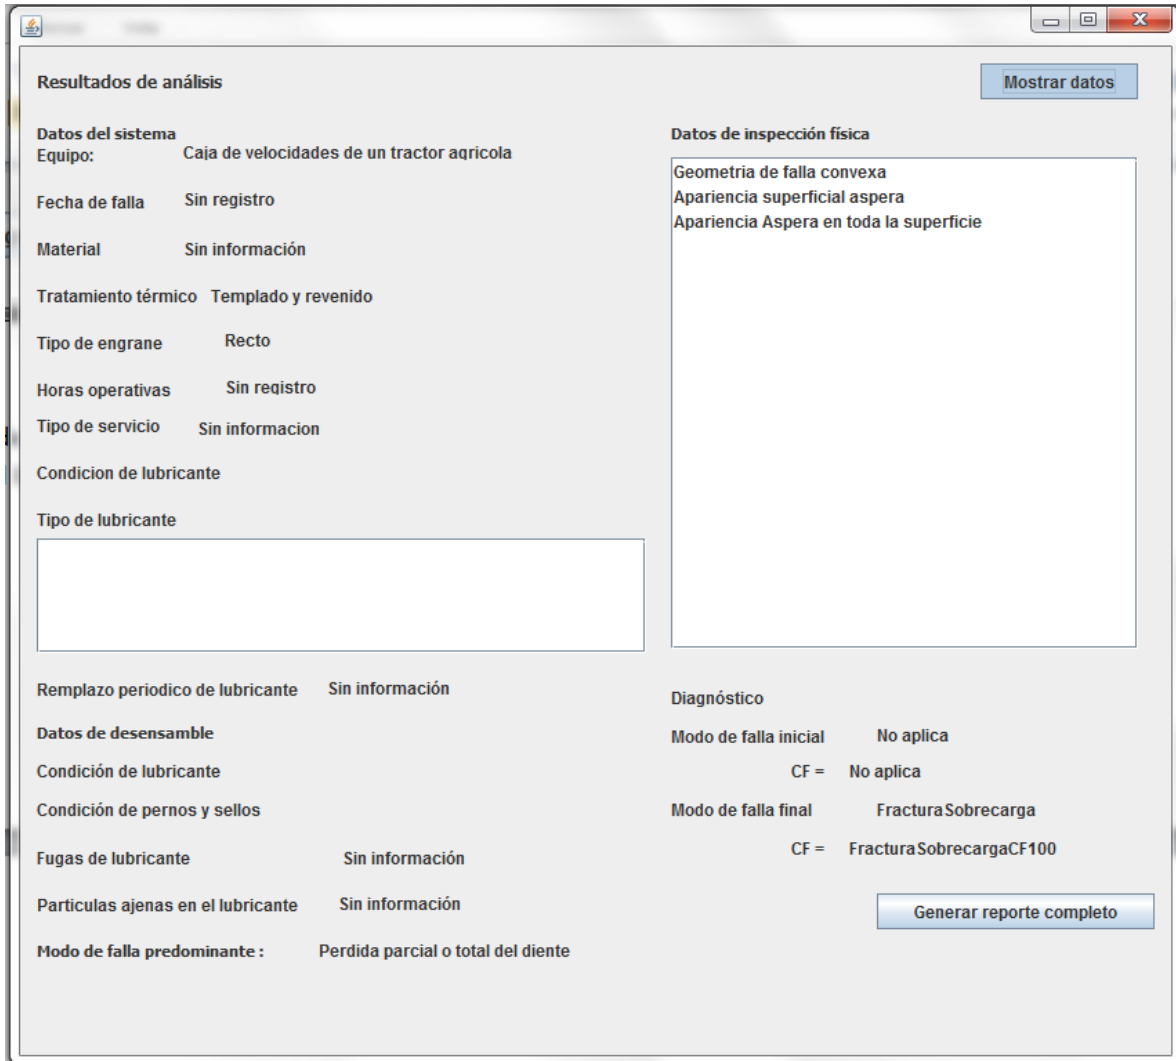 Resultados de análisis
Mostrar datos
Datos del sistema
Equipo: Caja de velocidades de un tractor agricola
Fecha de falla Sin registro
Material Sin información
Tratamiento térmico Templado y revenido
Tipo de engrane Recto
Horas operativas Sin registro
Tipo de servicio Sin informacion
Condicion de lubricante
Tipo de lubricante
Remplazo periodico de lubricante Sin información
Datos de desensamble
Condición de lubricante
Condición de pernos y sellos
Fugas de lubricante Sin información
Particulas ajenas en el lubricante Sin información
Modo de falla predominante : Perdida parcial o total del diente
Datos de inspección física
Geometria de falla convexa
Apariencia superficial aspera
Apariencia Aspera en toda la superficie
Diagnóstico
Modo de falla inicial No aplica
CF = No aplica
Modo de falla final FracturaSobrecarga
CF = FracturaSobrecargaCF100
Generar reporte completo